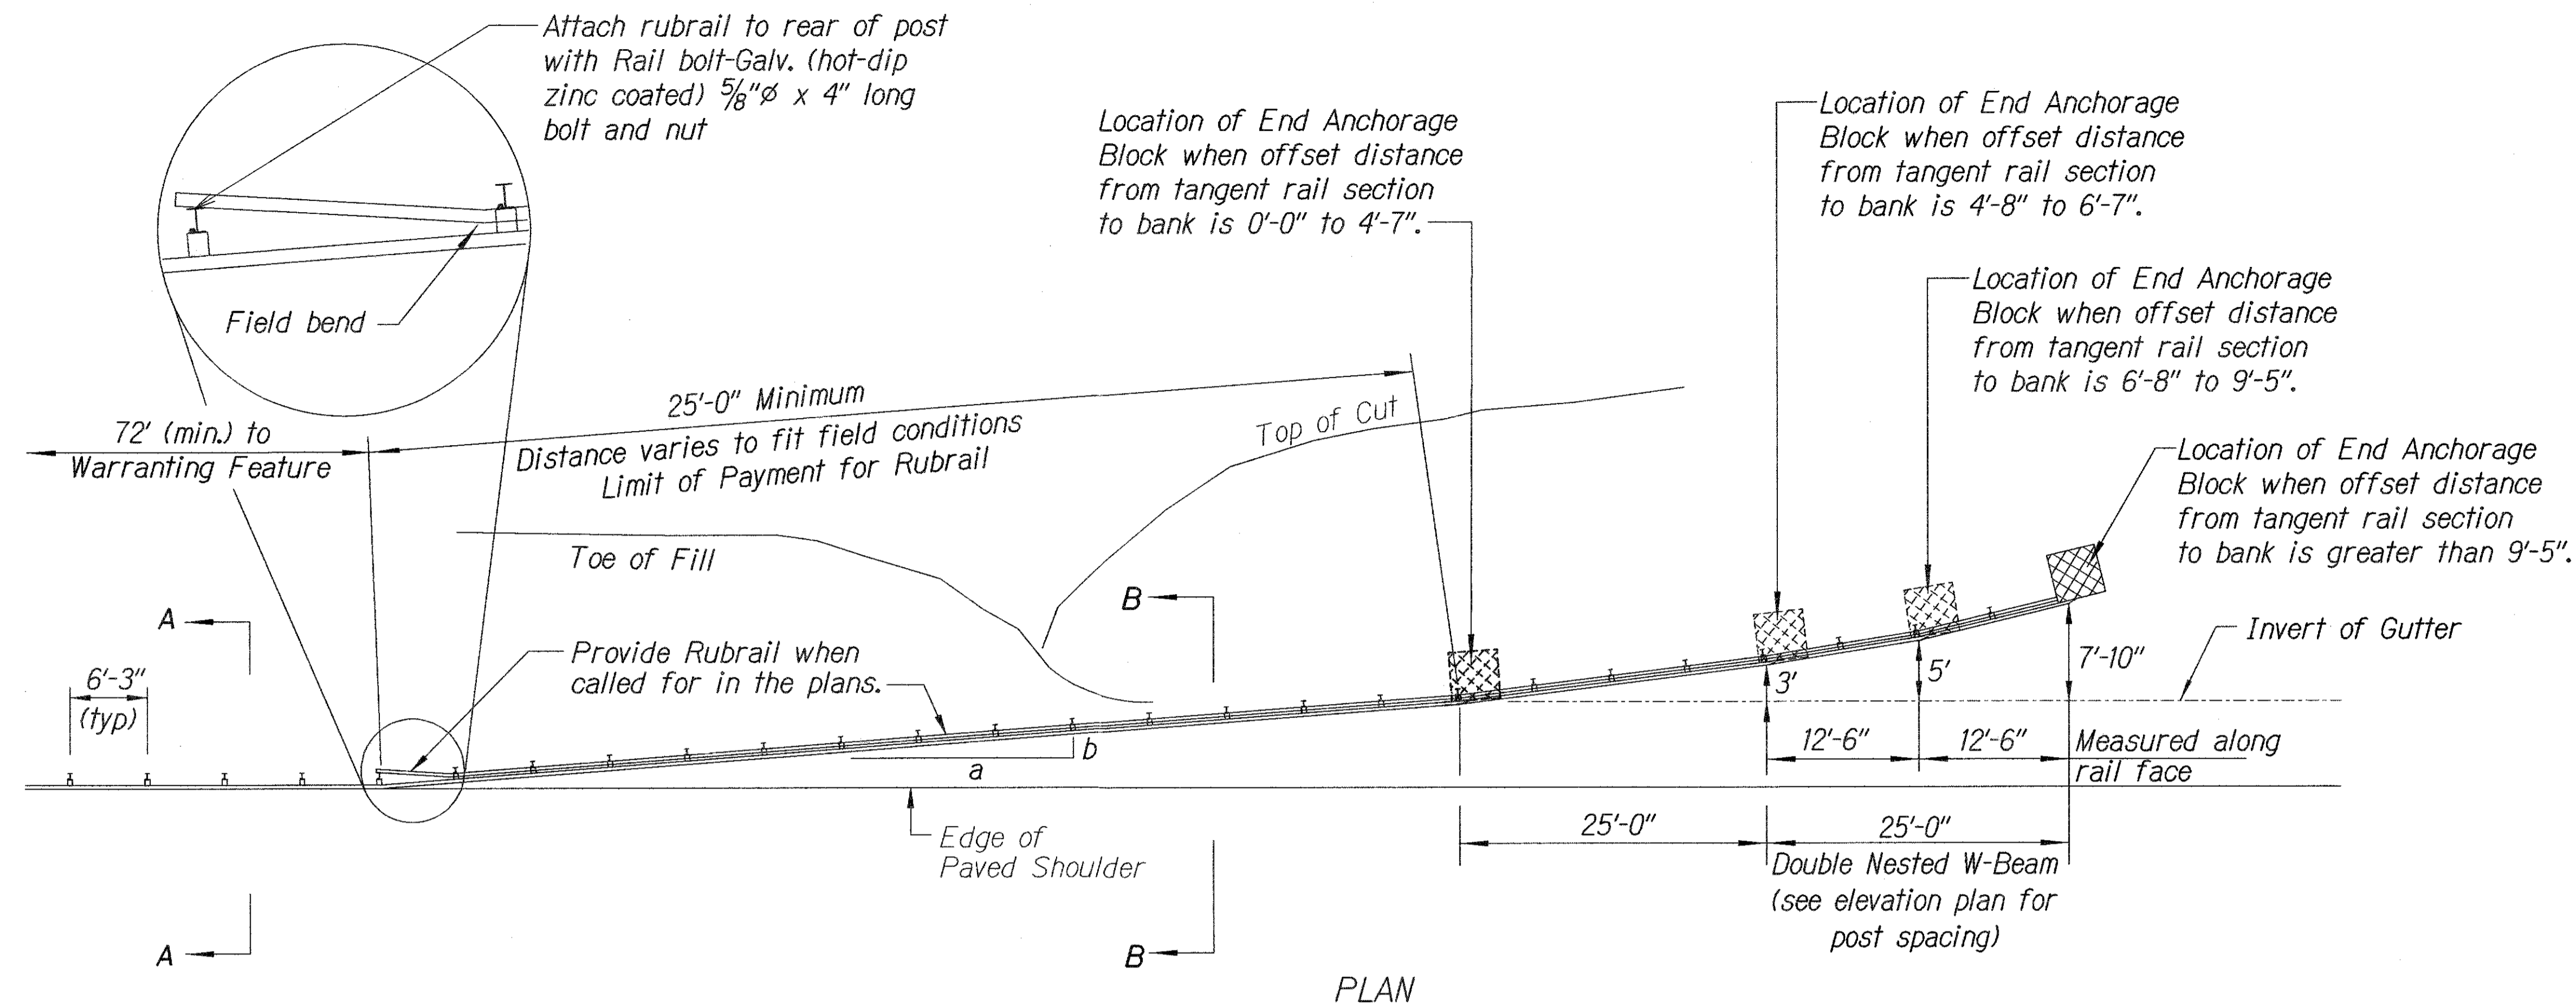 Attach rubrail to rear of post
with Rail bolt-Galv. (hot-dip
zinc coated) 5/8"ø x 4" long
bolt and nut
Field bend
Location of End Anchorage
Block when offset distance
from tangent rail section
to bank is 0'-0" to 4'-7".
Location of End Anchorage
Block when offset distance
from tangent rail section
to bank is 4'-8" to 6'-7".
Location of End Anchorage
Block when offset distance
from tangent rail section
to bank is 6'-8" to 9'-5".
Location of End Anchorage
Block when offset distance
from tangent rail section
to bank is greater than 9'-5".
72' (min.) to
Warranting Feature
25'-0" Minimum
Distance varies to fit field conditions
Limit of Payment for Rubrail
Top of Cut
Toe of Fill
A
B
6'-3"
(typ)
Provide Rubrail when
called for in the plans.
b
a
Invert of Gutter
3'
5'
7'-10"
12'-6"
12'-6"
Measured along
rail face
Edge of
Paved Shoulder
25'-0"
25'-0"
Double Nested W-Beam
(see elevation plan for
post spacing)
A
B
PLAN